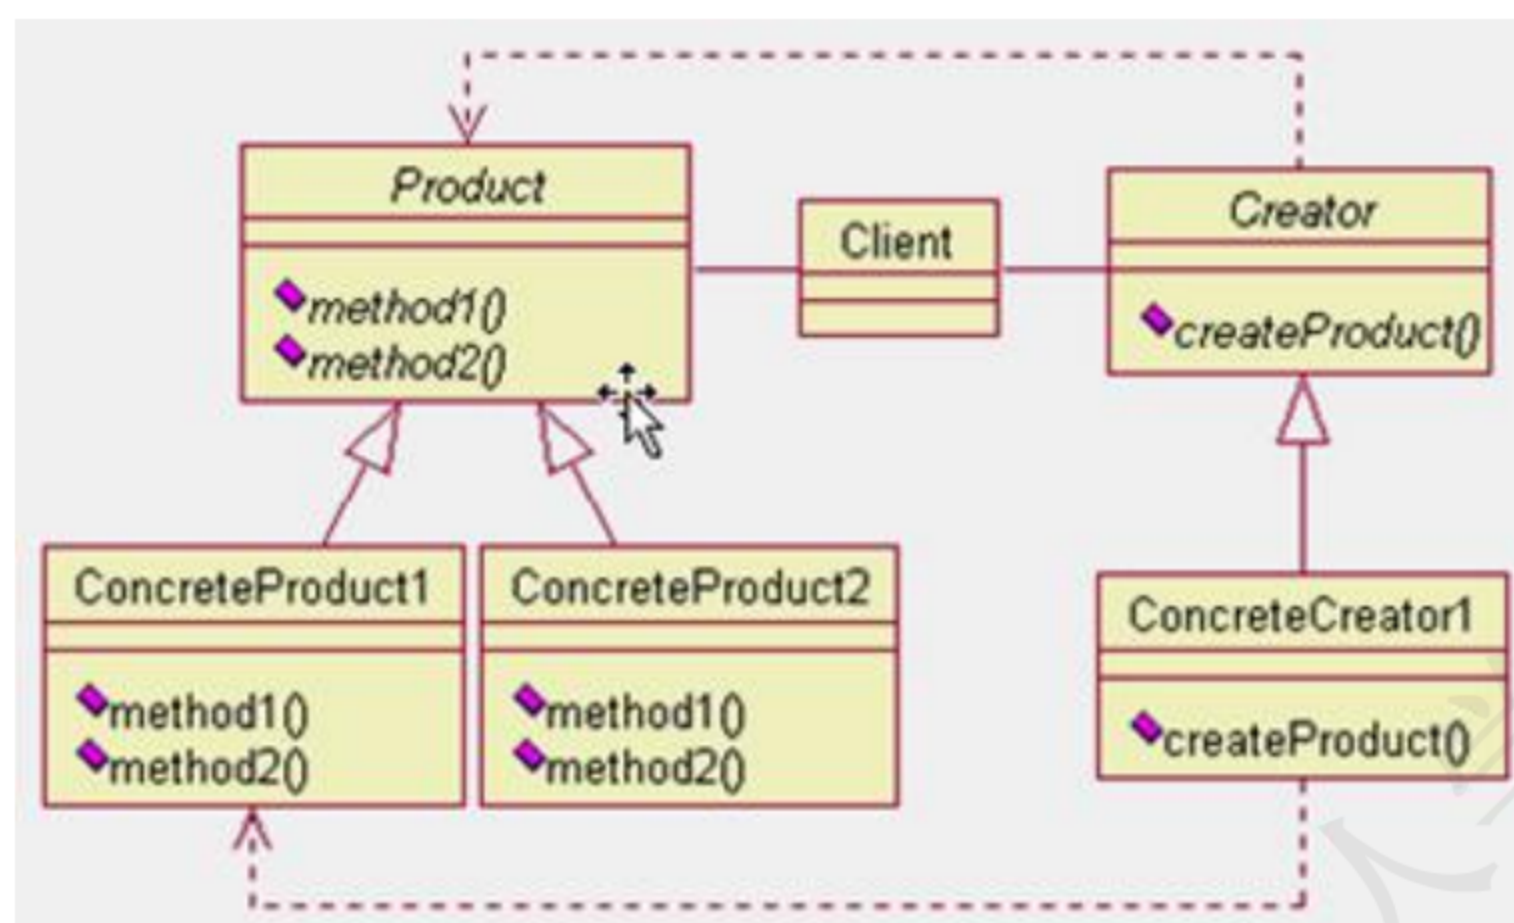 Product
method1()
method2()
Client
Creator
createProduct()
ConcreteProduct1
method1()
method2()
ConcreteProduct2
method1()
method2()
ConcreteCreator1
createProduct()